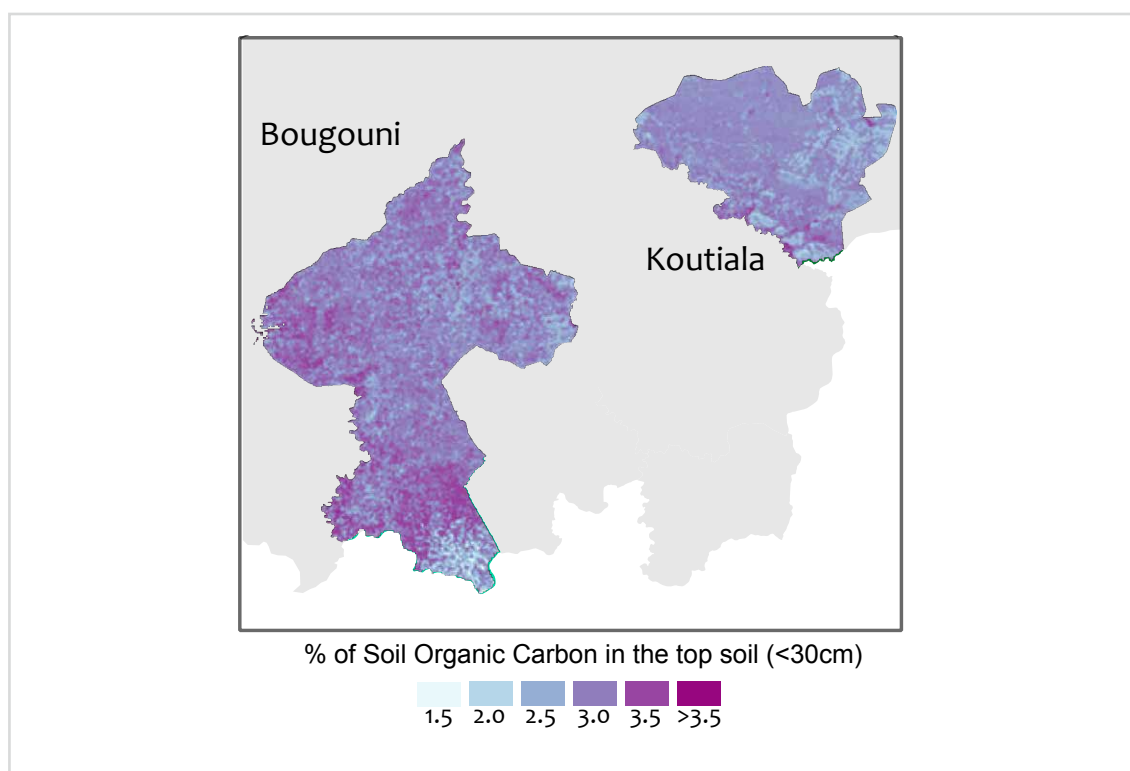 Bougouni
Koutiala
% of Soil Organic Carbon in the top soil (<30cm)
1.5 2.0 2.5 3.0 3.5 >3.5